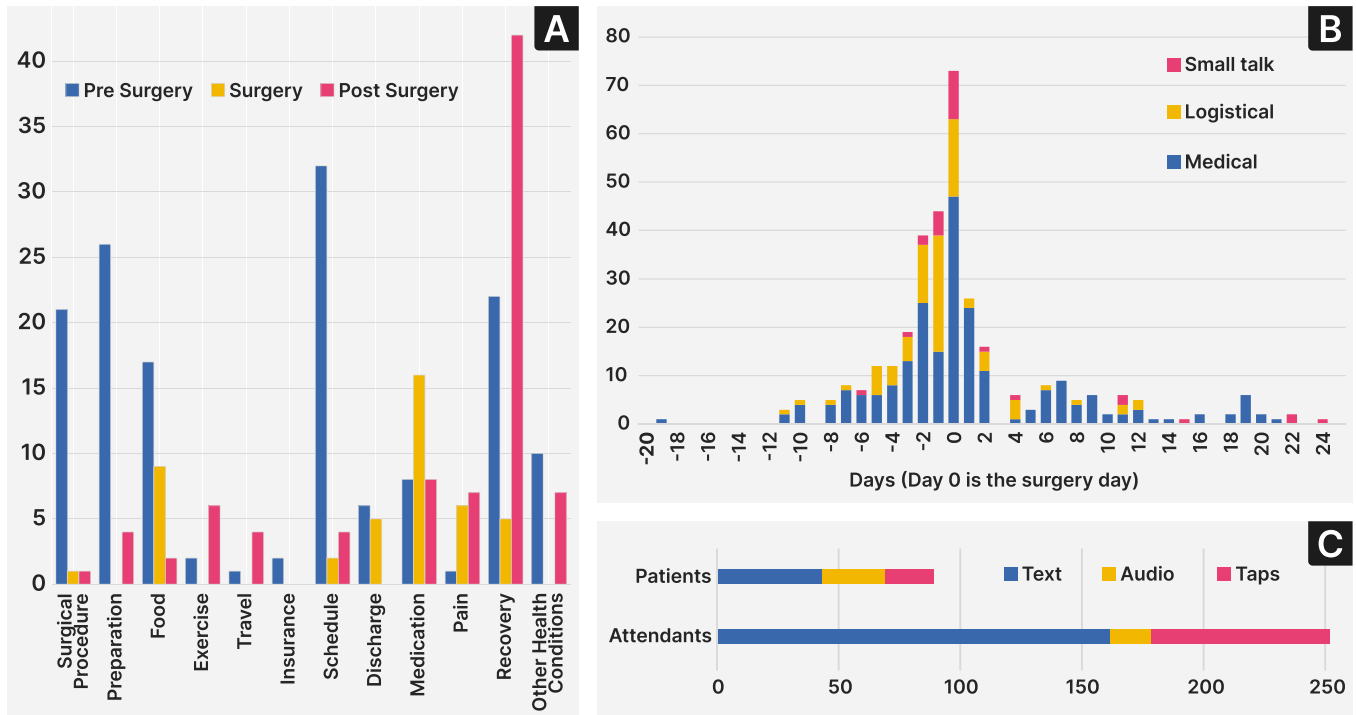 A
40
35
30
25
20
15
10
5
0
Pre Surgery Surgery Post Surgery
Surgical
Procedure
Preparation
Food
Exercise
Travel
Insurance
Schedule
Discharge
Medication
Pain
Recovery
Other Health
Conditions
B
80
70
60
50
40
30
20
10
0
Small talk
Logistical
Medical
-20 -18 -16 -14 -12 -10 -8 -6 -4 -2 0 2 4 6 8 10 12 14 16 18 20 22 24
Days (Day 0 is the surgery day)
C
Text Audio Taps
Patients
Attendants
0 50 100 150 200 250